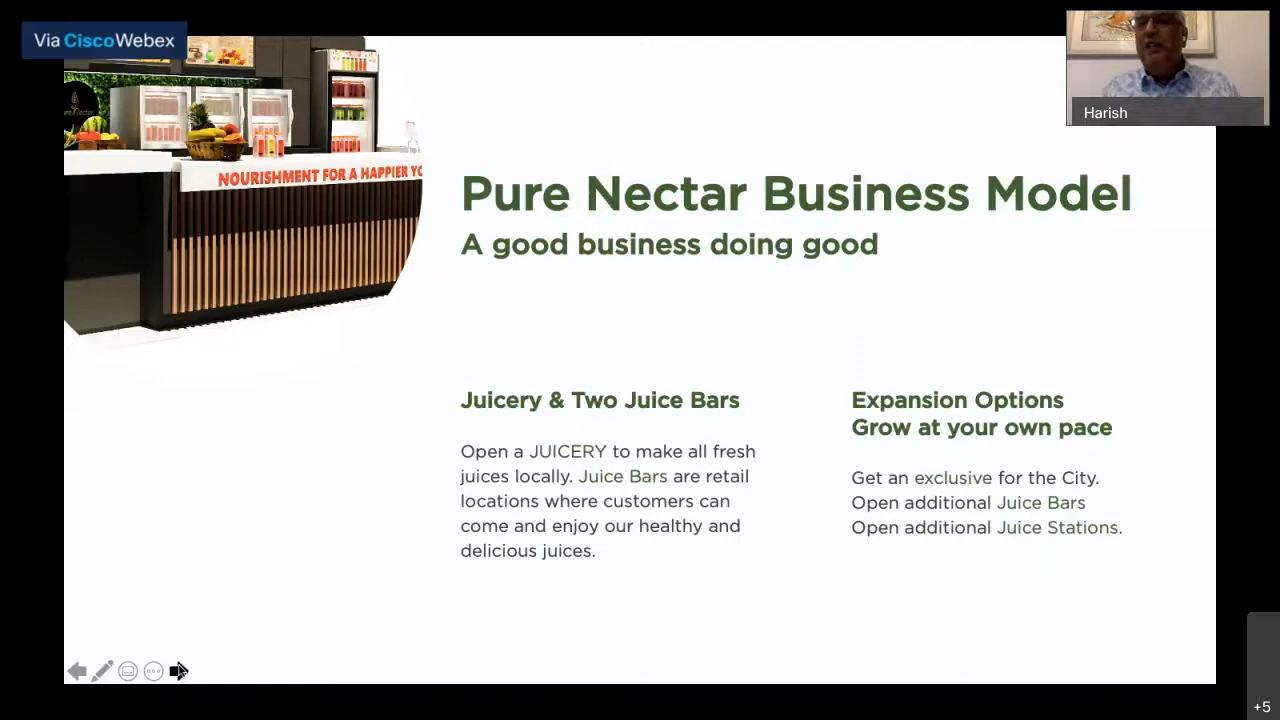 Via Cisco Webex
Harish
NOURISHMENT FOR A HAPPIER YO
Pure Nectar Business Model
A good business doing good
Juicery & Two Juice Bars
Open a JUICERY to make all fresh
juices locally. Juice Bars are retail
locations where customers can
come and enjoy our healthy and
delicious juices.
Expansion Options
Grow at your own pace
Get an exclusive for the City.
Open additional Juice Bars
Open additional Juice Stations.
+5